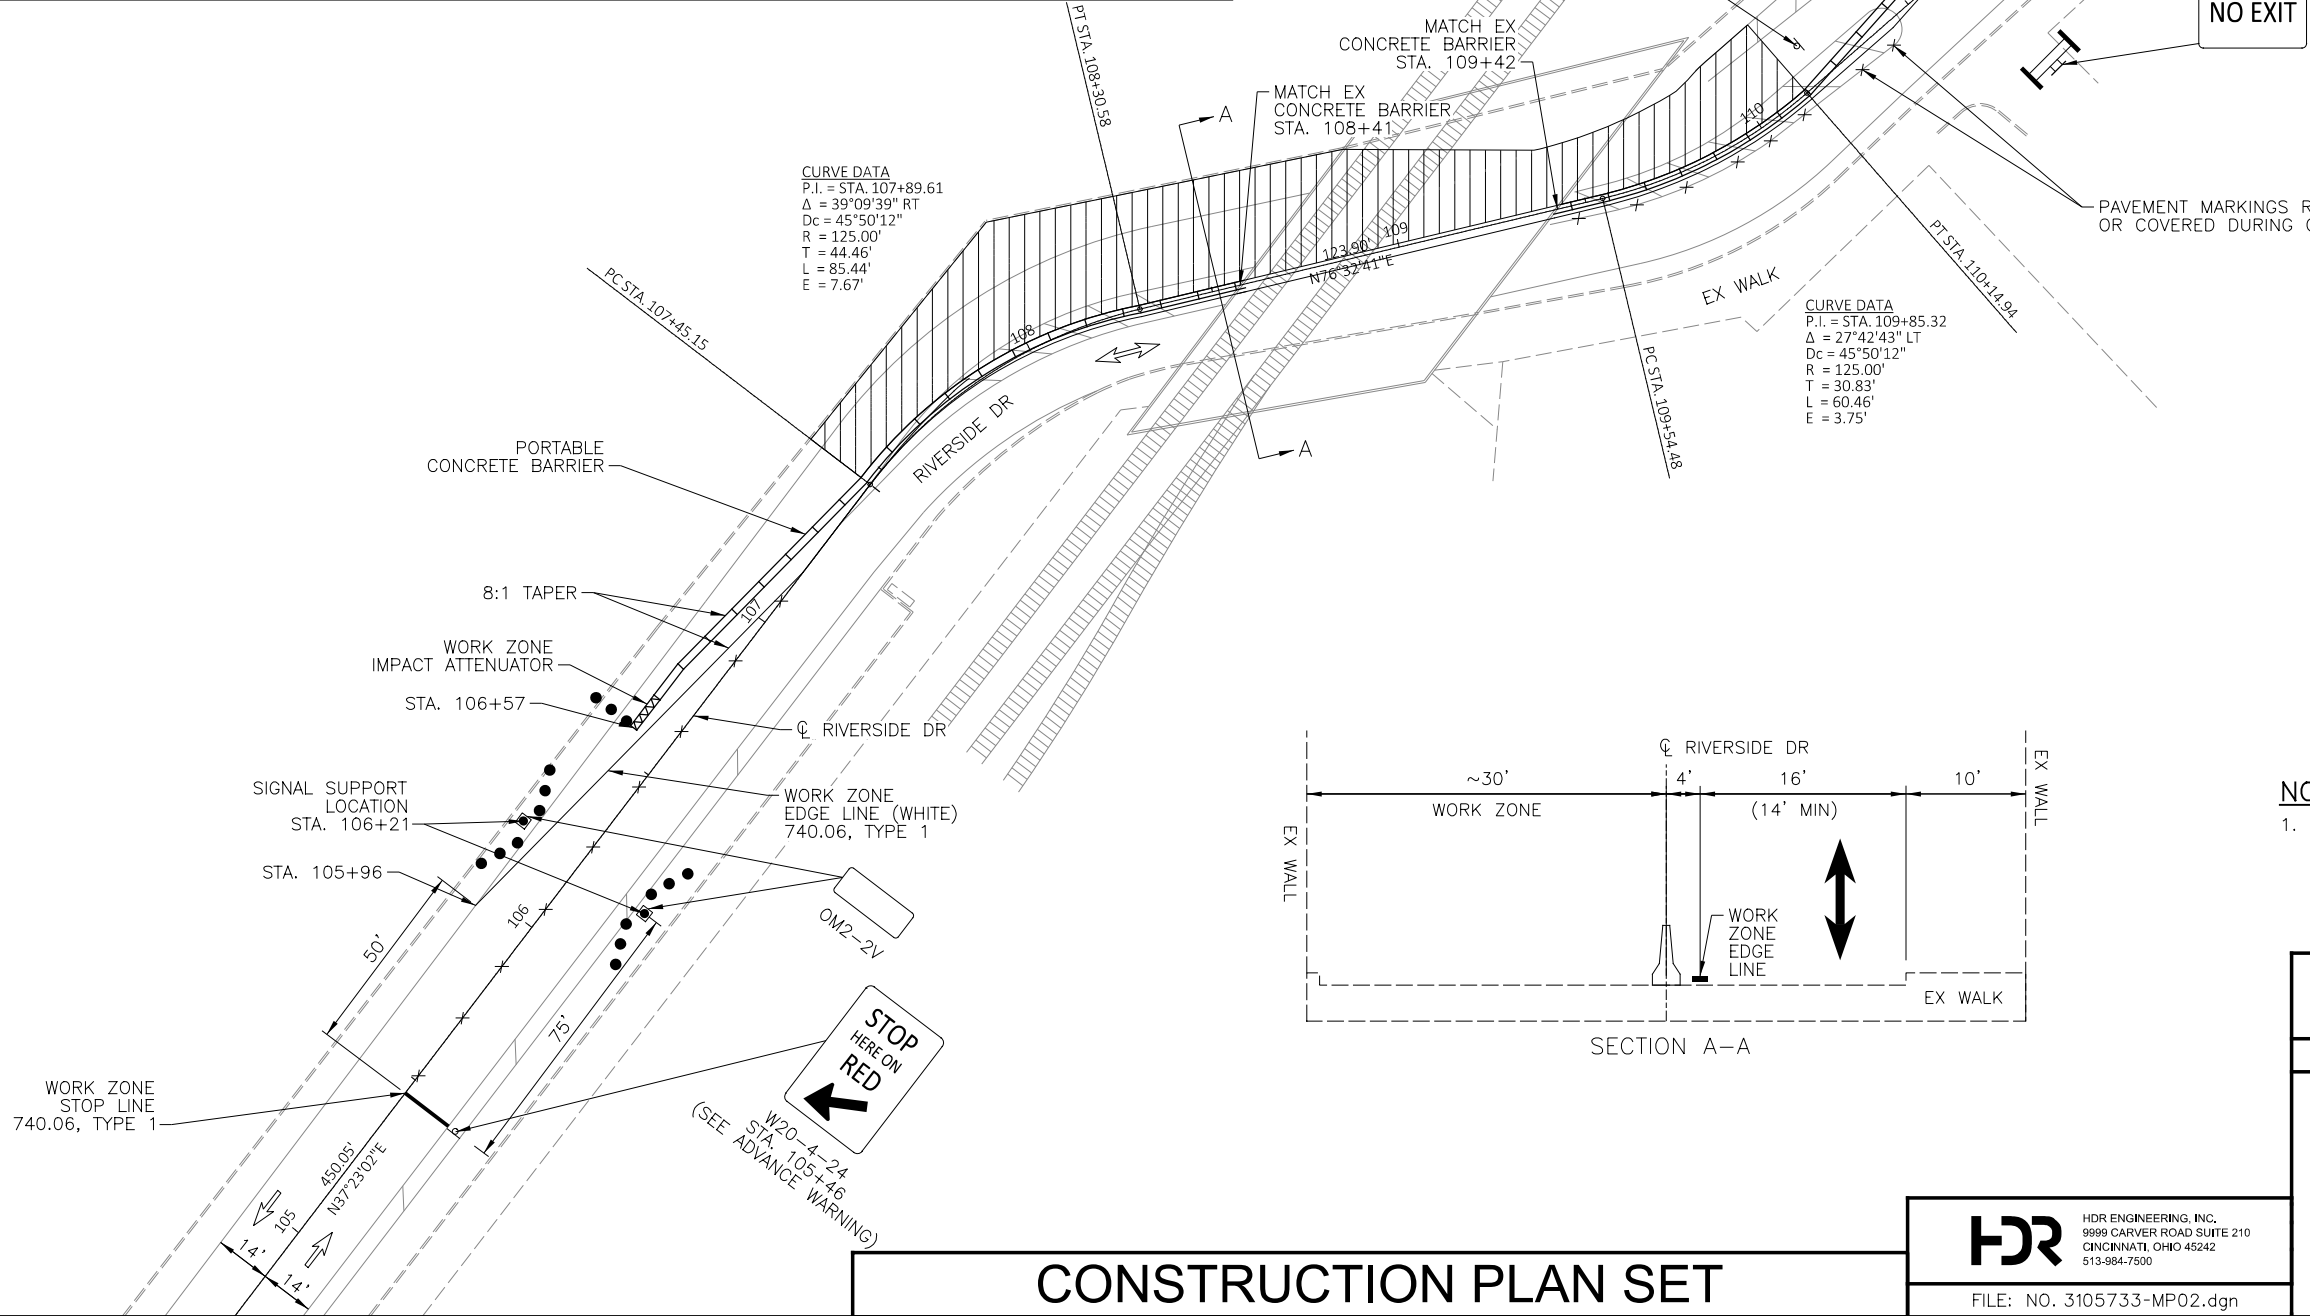 NO EXIT
PT STA. 108+30.58
MATCH EX
CONCRETE BARRIER
STA. 109+42
MATCH EX
CONCRETE BARRIER
STA. 108+41
A
A
110
CURVE DATA
P.I. = STA. 107+89.61
Δ = 39°09'39" RT
Dc = 45°50'12"
R = 125.00'
T = 44.46'
L = 85.44'
E = 7.67'
PAVEMENT MARKINGS
OR COVERED DURING
PT STA. 110+14.94
109
123.90'
N76°32'41"E
EX WALK
PC STA. 107+45.15
108
CURVE DATA
P.I. = STA. 109+85.32
Δ = 27°42'43" LT
Dc = 45°50'12"
R = 125.00'
T = 30.83'
L = 60.46'
E = 3.75'
PC STA. 109+54.48
RIVERSIDE DR
PORTABLE
CONCRETE BARRIER
8:1 TAPER
107
WORK ZONE
IMPACT ATTENUATOR
STA. 106+57
℄ RIVERSIDE DR
SIGNAL SUPPORT
LOCATION
STA. 106+21
WORK ZONE
EDGE LINE (WHITE)
740.06, TYPE 1
STA. 105+96
OM2-2V
106
50'
75'
STOP
HERE ON
RED
W20-4-24
STA. 105+46
(SEE ADVANCE WARNING)
WORK ZONE
STOP LINE
740.06, TYPE 1
450.05'
N37°23'02"E
105
14'
14'
℄ RIVERSIDE DR
~30'
4'
16'
10'
WORK ZONE
(14' MIN)
EX WALL
EX WALL
WORK
ZONE
EDGE
LINE
EX WALK
SECTION A-A
1.
CONSTRUCTION PLAN SET
HDR
HDR ENGINEERING, INC.
9999 CARVER ROAD SUITE 210
CINCINNATI, OHIO 45242
513-984-7500
FILE: NO. 3105733-MP02.dgn